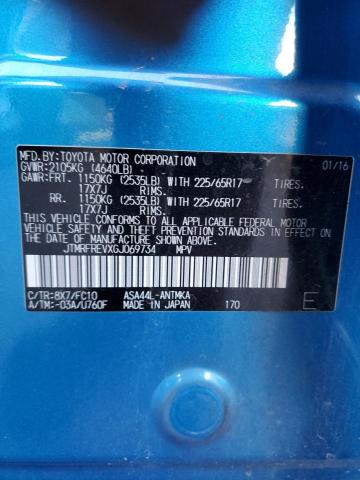 MFD.BY:TOYOTA MOTOR CORPORATION 01/16
GVWR:2105KG (4640LB)
GAWR:FRT. 1150KG (2535LB) WITH 225/65R17 TIRES.
17X7J RIMS.
RR. 1150KG (2535LB) WITH 225/65R17 TIRES.
17X7J RIMS.
THIS VEHICLE CONFORMS TO ALL APPLICABLE FEDERAL MOTOR
VEHICLE SAFETY, BUMPER, AND THEFT PREVENTION STANDARDS IN
EFFECT ON THE DATE OF MANUFACTURE SHOWN ABOVE.
JTMRFREVXGJ069734 MPV
C/TR:8X7/FC10 ASA44L-ANTMKA
A/TM:-03A/U760F MADE IN JAPAN 170 E